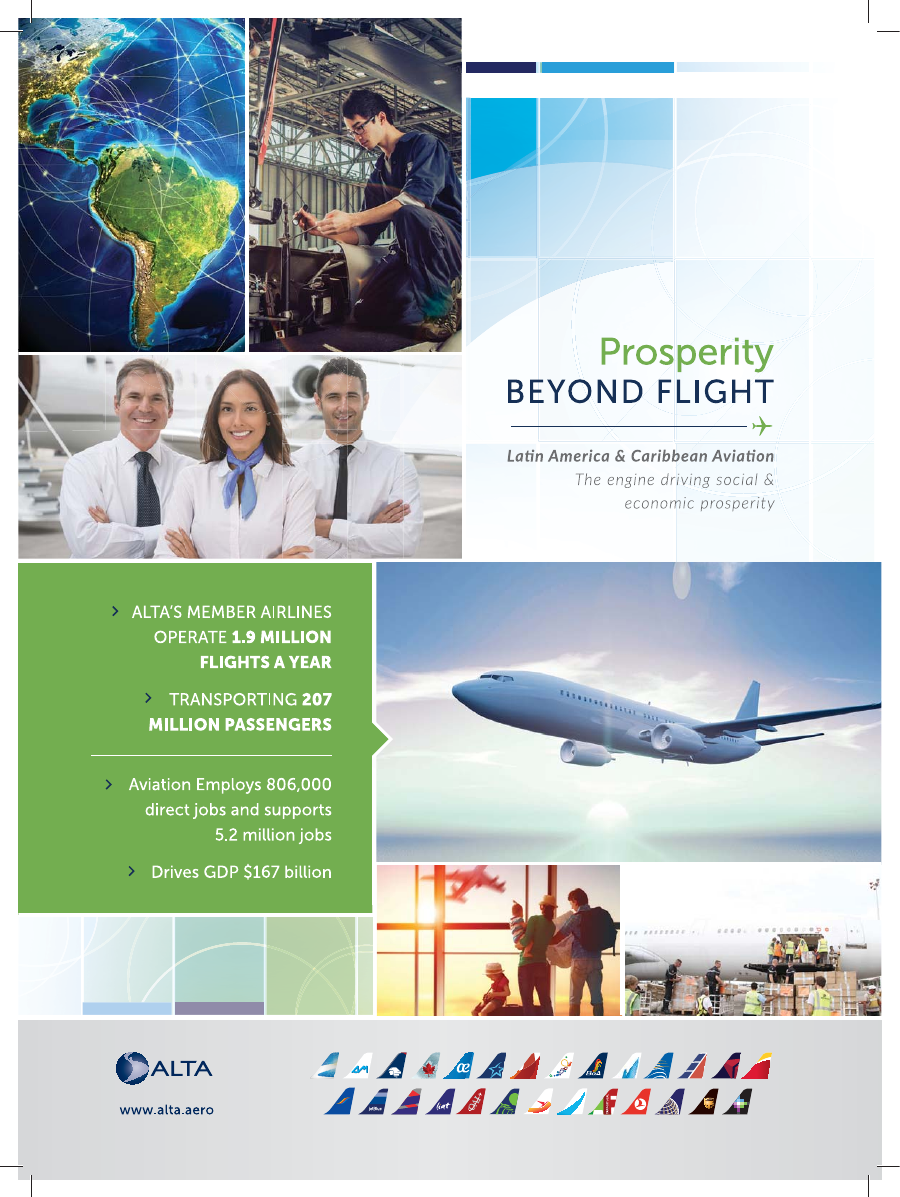 Prosperity
BEYOND FLIGHT
Latin America & Caribbean Aviation
The engine driving social &
economic prosperity
> ALTA'S MEMBER AIRLINES
OPERATE 1.9 MILLION
FLIGHTS A YEAR
> TRANSPORTING 207
MILLION PASSENGERS
> Aviation Employs 806,000
direct jobs and supports
5.2 million jobs
> Drives GDP $167 billion
ALTA
www.alta.aero